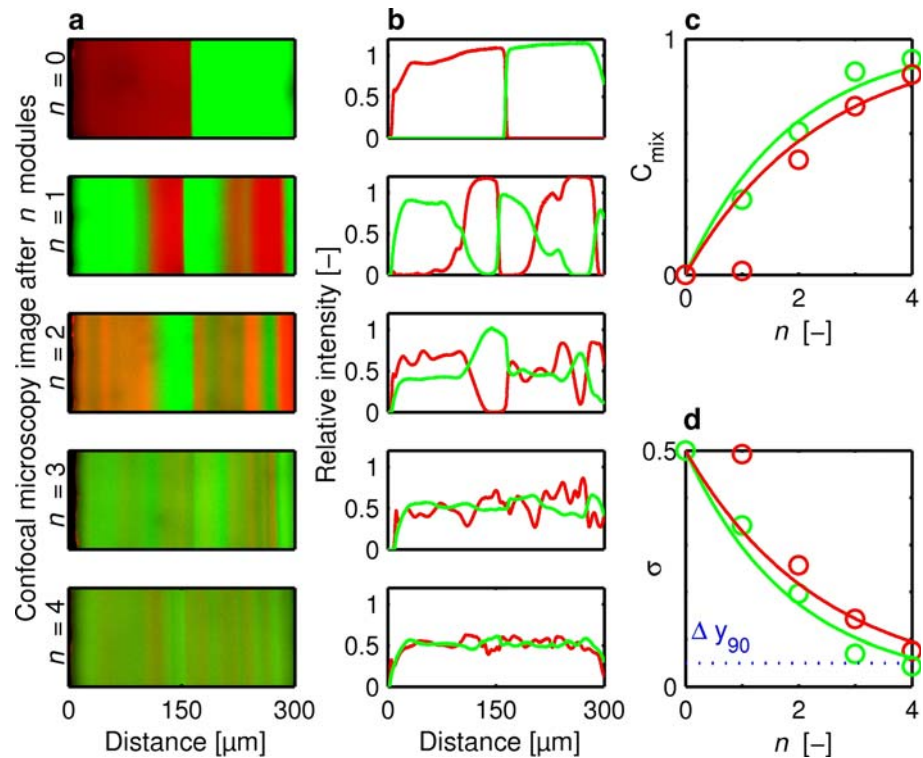 a
Confocal microscopy image after n modules
n = 0
n = 1
n = 2
n = 3
n = 4
0 150 300
Distance [µm]
b
Relative intensity [-]
1
0.5
0
1
0.5
0
1
0.5
0
1
0.5
0
1
0.5
0
0 150 300
Distance [µm]
c
C_mix
1
0
0 2 4
n [–]
d
σ
0.5
0
Δ y_90
0 2 4
n [–]